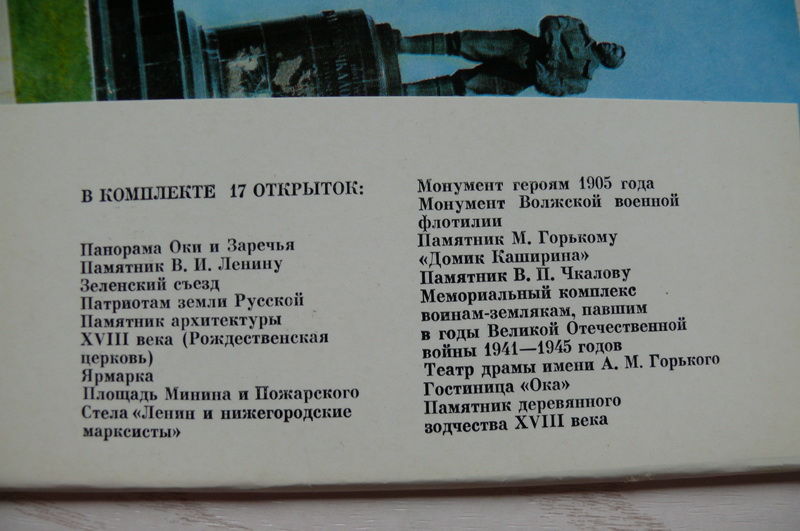 В КОМПЛЕКТЕ 17 ОТКРЫТОК:
Панорама Оки и Заречья
Памятник В. И. Ленину
Зеленский съезд
Патриотам земли Русской
Памятник архитектуры
XVIII века (Рождественская
церковь)
Ярмарка
Площадь Минина и Пожарского
Стела «Ленин и нижегородские
марксисты»
Монумент героям 1905 года
Монумент Волжской военной
флотилии
Памятник М. Горькому
«Домик Каширина»
Памятник В. П. Чкалову
Мемориальный комплекс
воинам-землякам, павшим
в годы Великой Отечественной
войны 1941—1945 годов
Театр драмы имени А. М. Горького
Гостиница «Ока»
Памятник деревянного
зодчества XVIII века